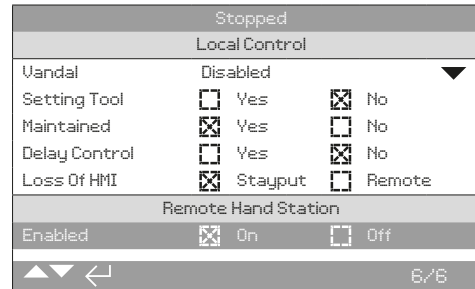 Stopped
Local Control
Vandal Disabled
Setting Tool Yes No
Maintained Yes No
Delay Control Yes No
Loss Of HMI Stayput Remote
Remote Hand Station
Enabled On Off
6/6